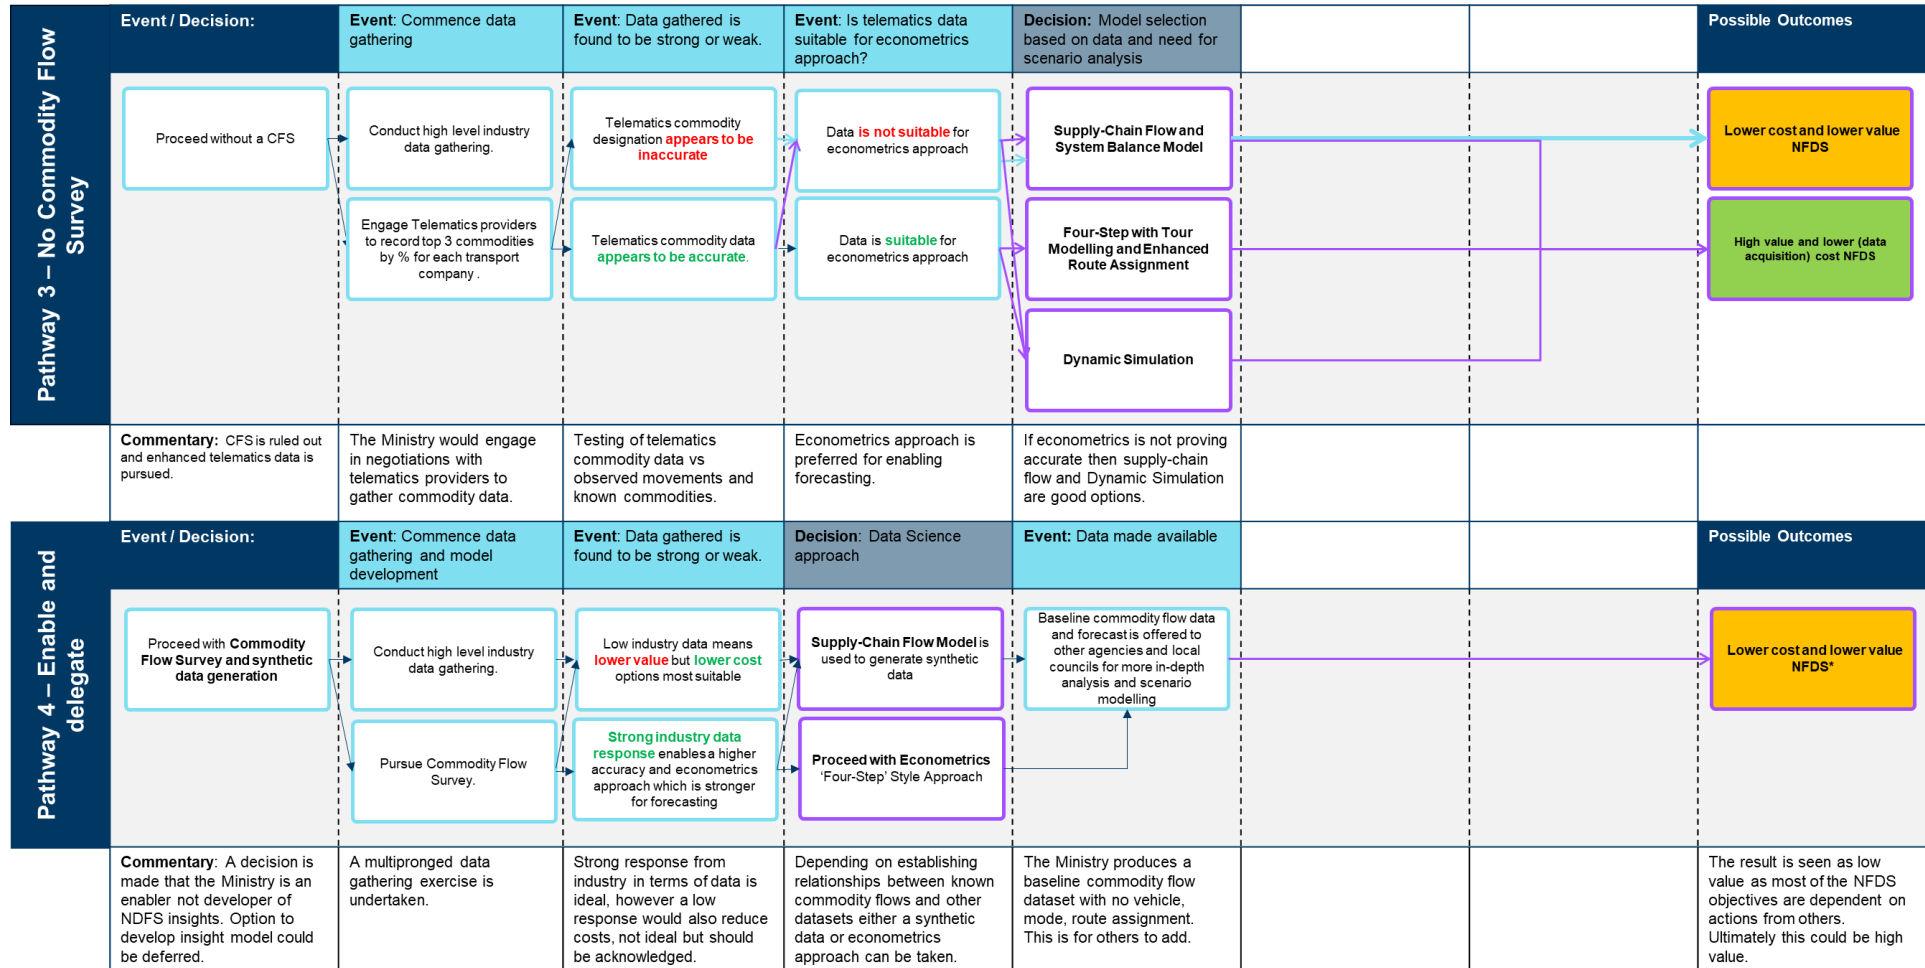 Pathway 3 – No Commodity Flow
Survey
Event / Decision:
Event: Commence data
gathering
Event: Data gathered is
found to be strong or weak.
Event: Is telematics data
suitable for econometrics
approach?
Decision: Model selection
based on data and need for
scenario analysis
Possible Outcomes
Proceed without a CFS
Conduct high level industry
data gathering.
Engage Telematics providers
to record top 3 commodities
by % for each transport
company .
Telematics commodity
designation appears to be
inaccurate
Telematics commodity data
appears to be accurate.
Data is not suitable for
econometrics approach
Data is suitable for
econometrics approach
Supply-Chain Flow and
System Balance Model
Four-Step with Tour
Modelling and Enhanced
Route Assignment
Dynamic Simulation
Lower cost and lower value
NFDS
High value and lower (data
acquisition) cost NFDS
Commentary: CFS is ruled out
and enhanced telematics data is
pursued.
The Ministry would engage
in negotiations with
telematics providers to
gather commodity data.
Testing of telematics
commodity data vs
observed movements and
known commodities.
Econometrics approach is
preferred for enabling
forecasting.
If econometrics is not proving
accurate then supply-chain
flow and Dynamic Simulation
are good options.
Pathway 4 – Enable and
delegate
Event / Decision:
Event: Commence data
gathering and model
development
Event: Data gathered is
found to be strong or weak.
Decision: Data Science
approach
Event: Data made available
Possible Outcomes
Proceed with Commodity
Flow Survey and synthetic
data generation
Conduct high level industry
data gathering.
Pursue Commodity Flow
Survey.
Low industry data means
lower value but lower cost
options most suitable
Strong industry data
response enables a higher
accuracy and econometrics
approach which is stronger
for forecasting
Supply-Chain Flow Model is
used to generate synthetic
data
Proceed with Econometrics
‘Four-Step’ Style Approach
Baseline commodity flow data
and forecast is offered to
other agencies and local
councils for more in-depth
analysis and scenario
modelling
Lower cost and lower value
NFDS*
Commentary: A decision is
made that the Ministry is an
enabler not developer of
NDFS insights. Option to
develop insight model could
be deferred.
A multipronged data
gathering exercise is
undertaken.
Strong response from
industry in terms of data is
ideal, however a low
response would also reduce
costs, not ideal but should
be acknowledged.
Depending on establishing
relationships between known
commodity flows and other
datasets either a synthetic
data or econometrics
approach can be taken.
The Ministry produces a
baseline commodity flow
dataset with no vehicle,
mode, route assignment.
This is for others to add.
The result is seen as low
value as most of the NFDS
objectives are dependent on
actions from others.
Ultimately this could be high
value.